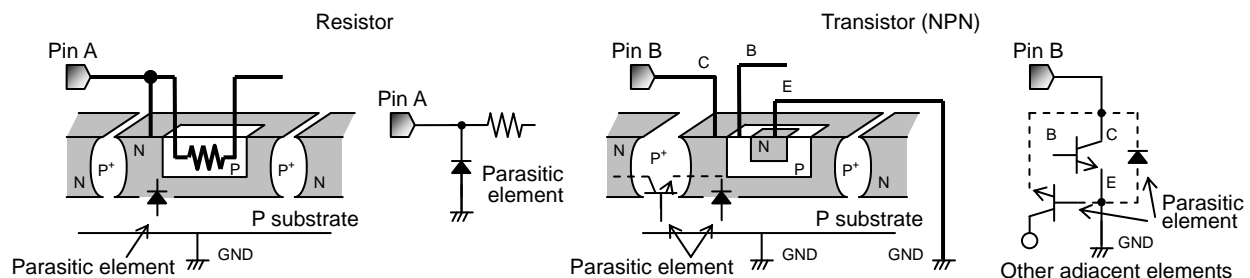 Resistor
Pin A
N
N
P+
P
P+
N
P substrate
Parasitic element
GND
Pin A
Parasitic
element
Transistor (NPN)
Pin B
C
B
E
N
P+
N
N
P
P+
N
P substrate
Parasitic element
GND
GND
Pin B
B
C
E
Parasitic
element
GND
Other adjacent elements